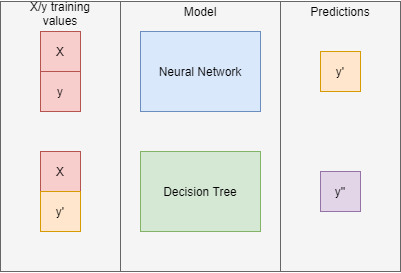 X/y training
values
Model
Predictions
X
y
Neural Network
y'
X
y'
Decision Tree
y"